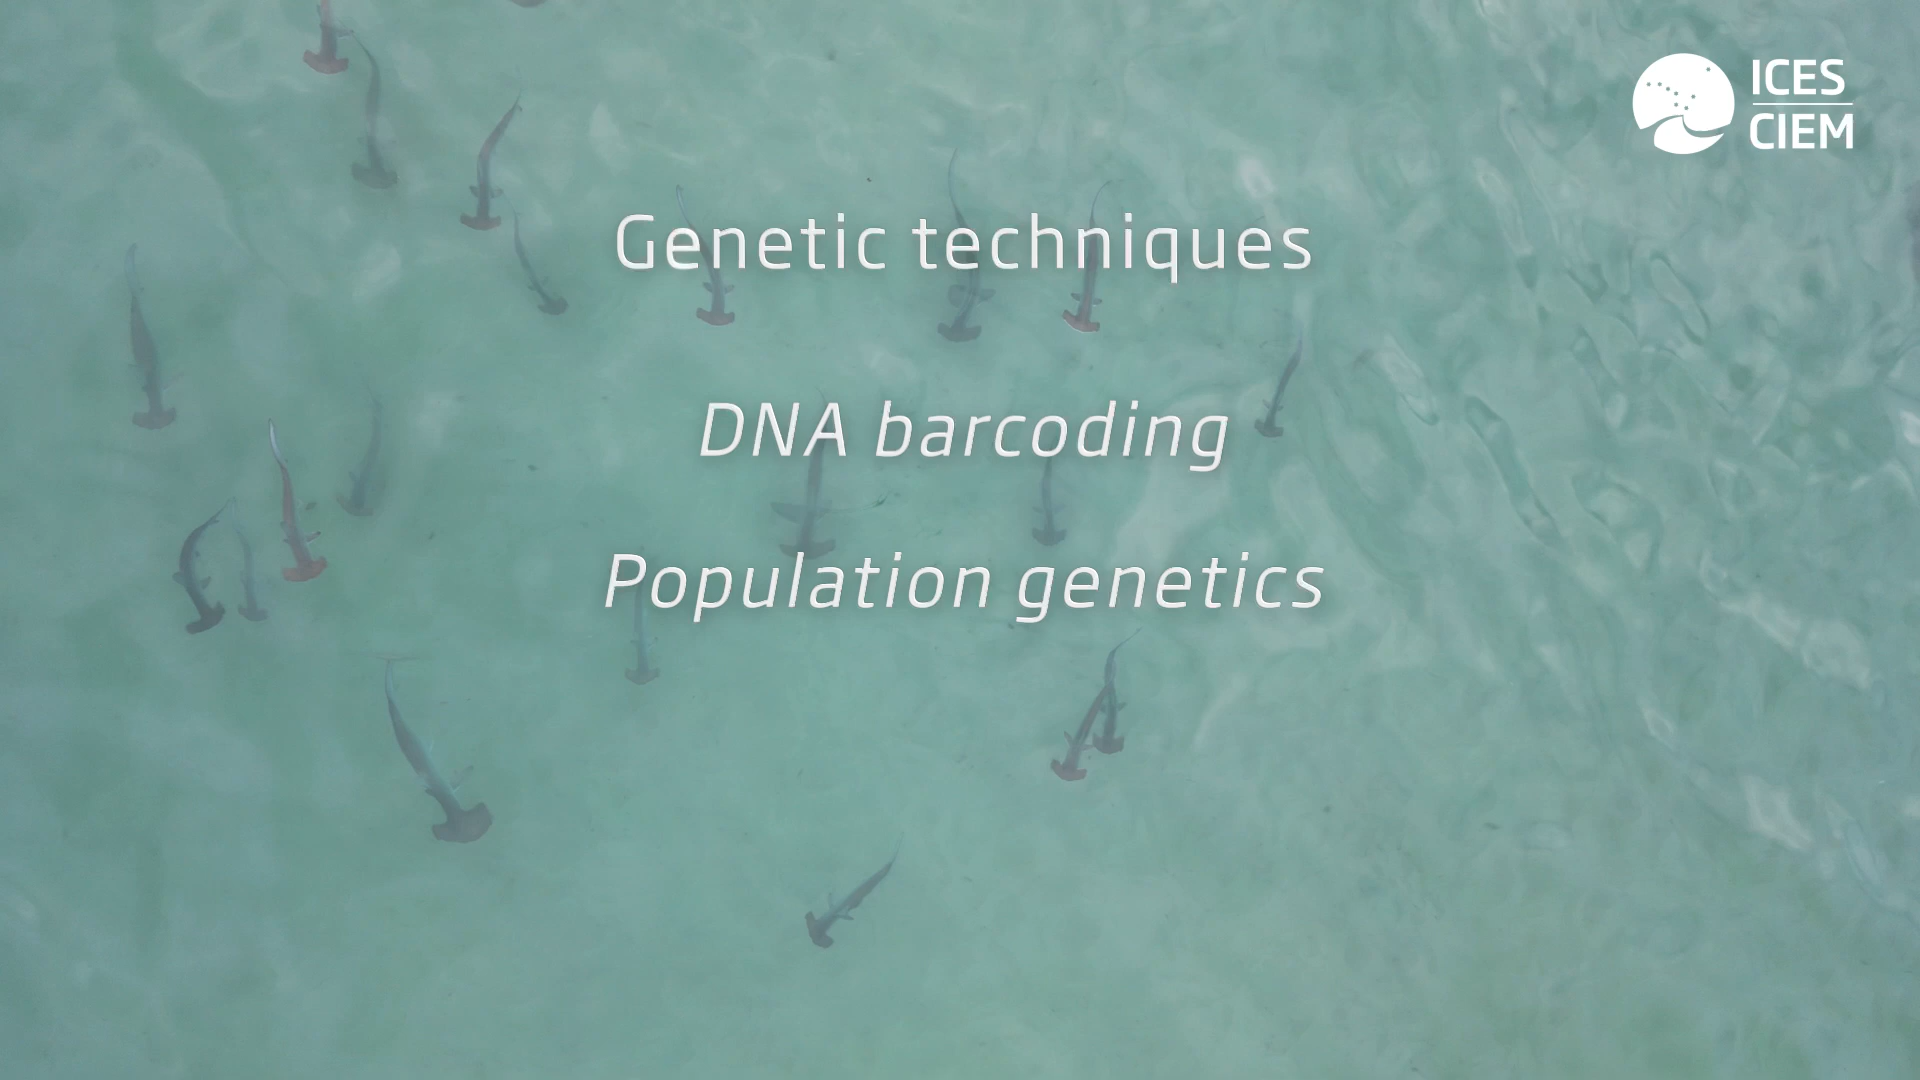 ICES
CIEM
Genetic techniques
DNA barcoding
Population genetics